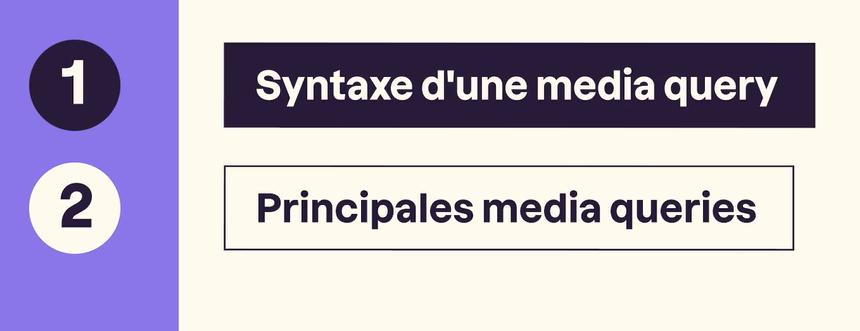 1
Syntaxe d'une media query
2
Principales media queries